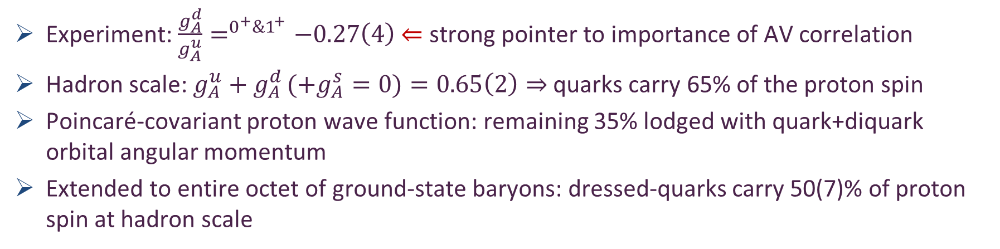 ➢ Experiment: $\frac{g_A^d}{g_A^u} =^{0^+ \& 1^+} -0.27(4)$ ⇐ strong pointer to importance of AV correlation
➢ Hadron scale: $g_A^u + g_A^d (+g_A^s = 0) = 0.65(2)$ ⇒ quarks carry 65% of the proton spin
➢ Poincaré-covariant proton wave function: remaining 35% lodged with quark+diquark
orbital angular momentum
➢ Extended to entire octet of ground-state baryons: dressed-quarks carry 50(7)% of proton
spin at hadron scale